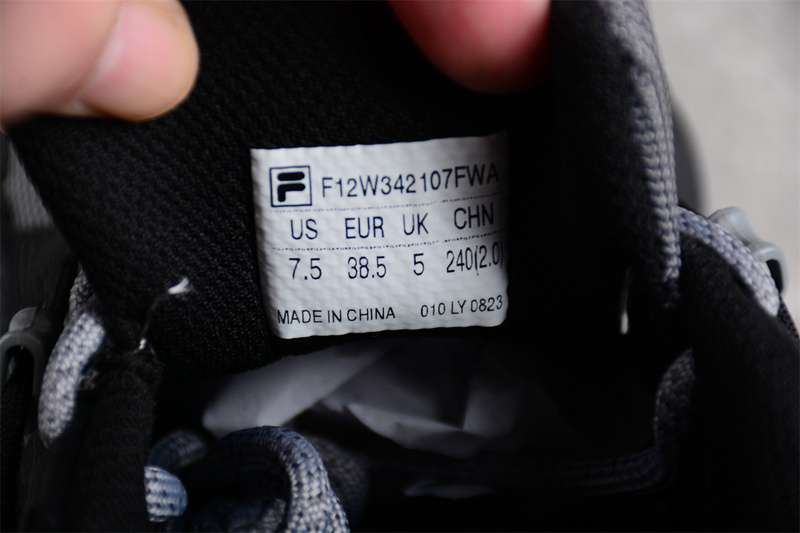 F12W342107FWA
US EUR UK CHN
7.5 38.5 5 240(2.0)
MADE IN CHINA 010 LY 0823